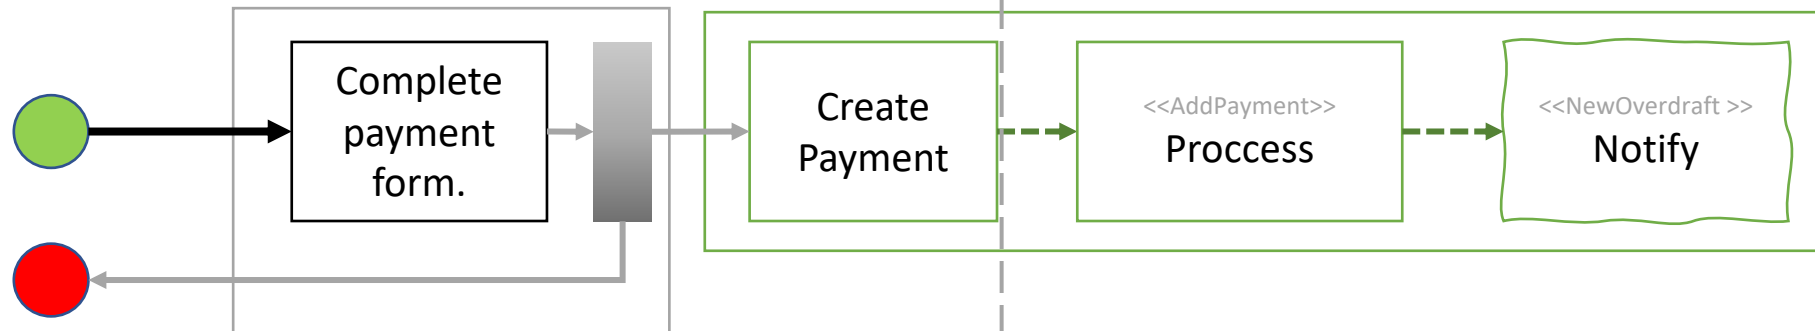 Complete
payment
form.
Create
Payment
<<AddPayment>>
Proccess
<<NewOverdraft >>
Notify